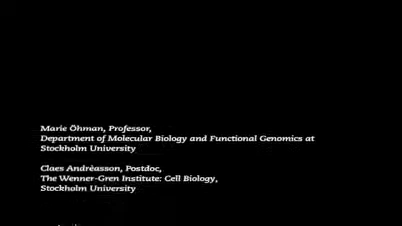 Marie Öhman, Professor,
Department of Molecular Biology and Functional Genomics at
Stockholm University
Claes Andrèasson, Postdoc,
The Wenner-Gren Institute: Cell Biology,
Stockholm University